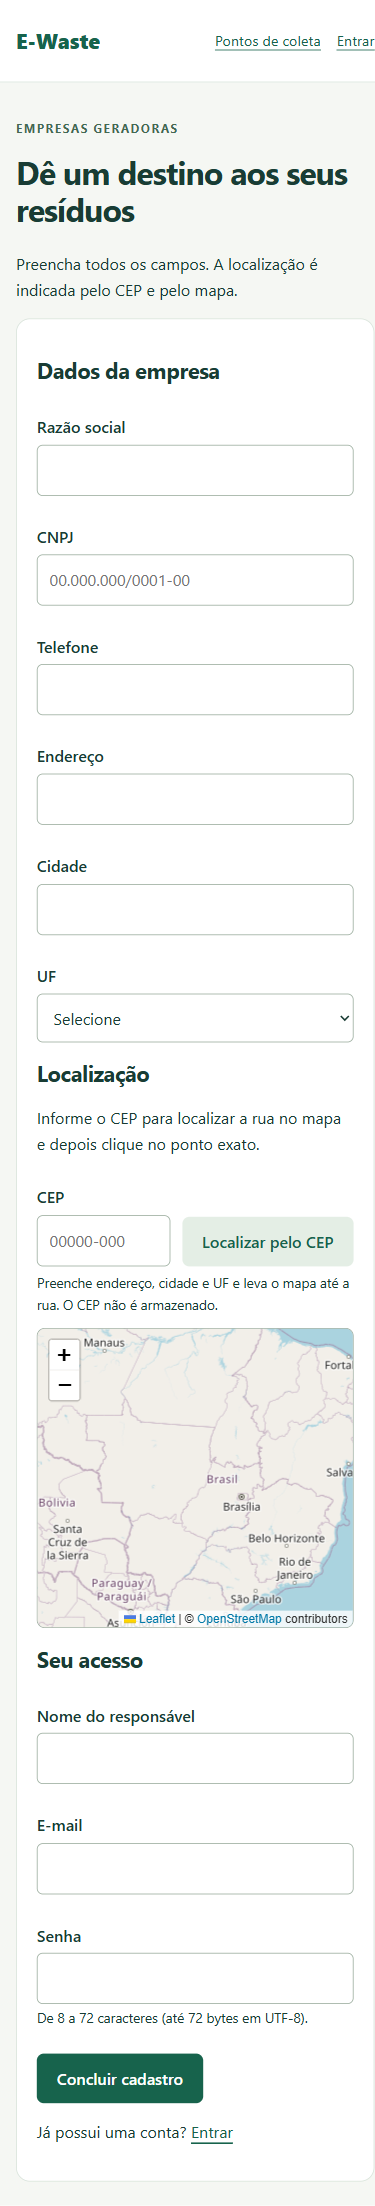 E-Waste
Pontos de coleta
Entrar
EMPRESAS GERADORAS
Dê um destino aos seus
resíduos
Preencha todos os campos. A localização é
indicada pelo CEP e pelo mapa.
Dados da empresa
Razão social
CNPJ
00.000.000/0001-00
Telefone
Endereço
Cidade
UF
Selecione
Localização
Informe o CEP para localizar a rua no mapa
e depois clique no ponto exato.
CEP
00000-000
Localizar pelo CEP
Preenche endereço, cidade e UF e leva o mapa até a
rua. O CEP não é armazenado.
+
−
Manaus
Fortal
Brasil
Salva
Brasília
Bolivia
Santa
Cruz de
la Sierra
Belo Horizonte
Rio de
Janeiro
Paraguay /
Paraguái
São Paulo
As
Leaflet | © OpenStreetMap contributors
Seu acesso
Nome do responsável
E-mail
Senha
De 8 a 72 caracteres (até 72 bytes em UTF-8).
Concluir cadastro
Já possui uma conta? Entrar